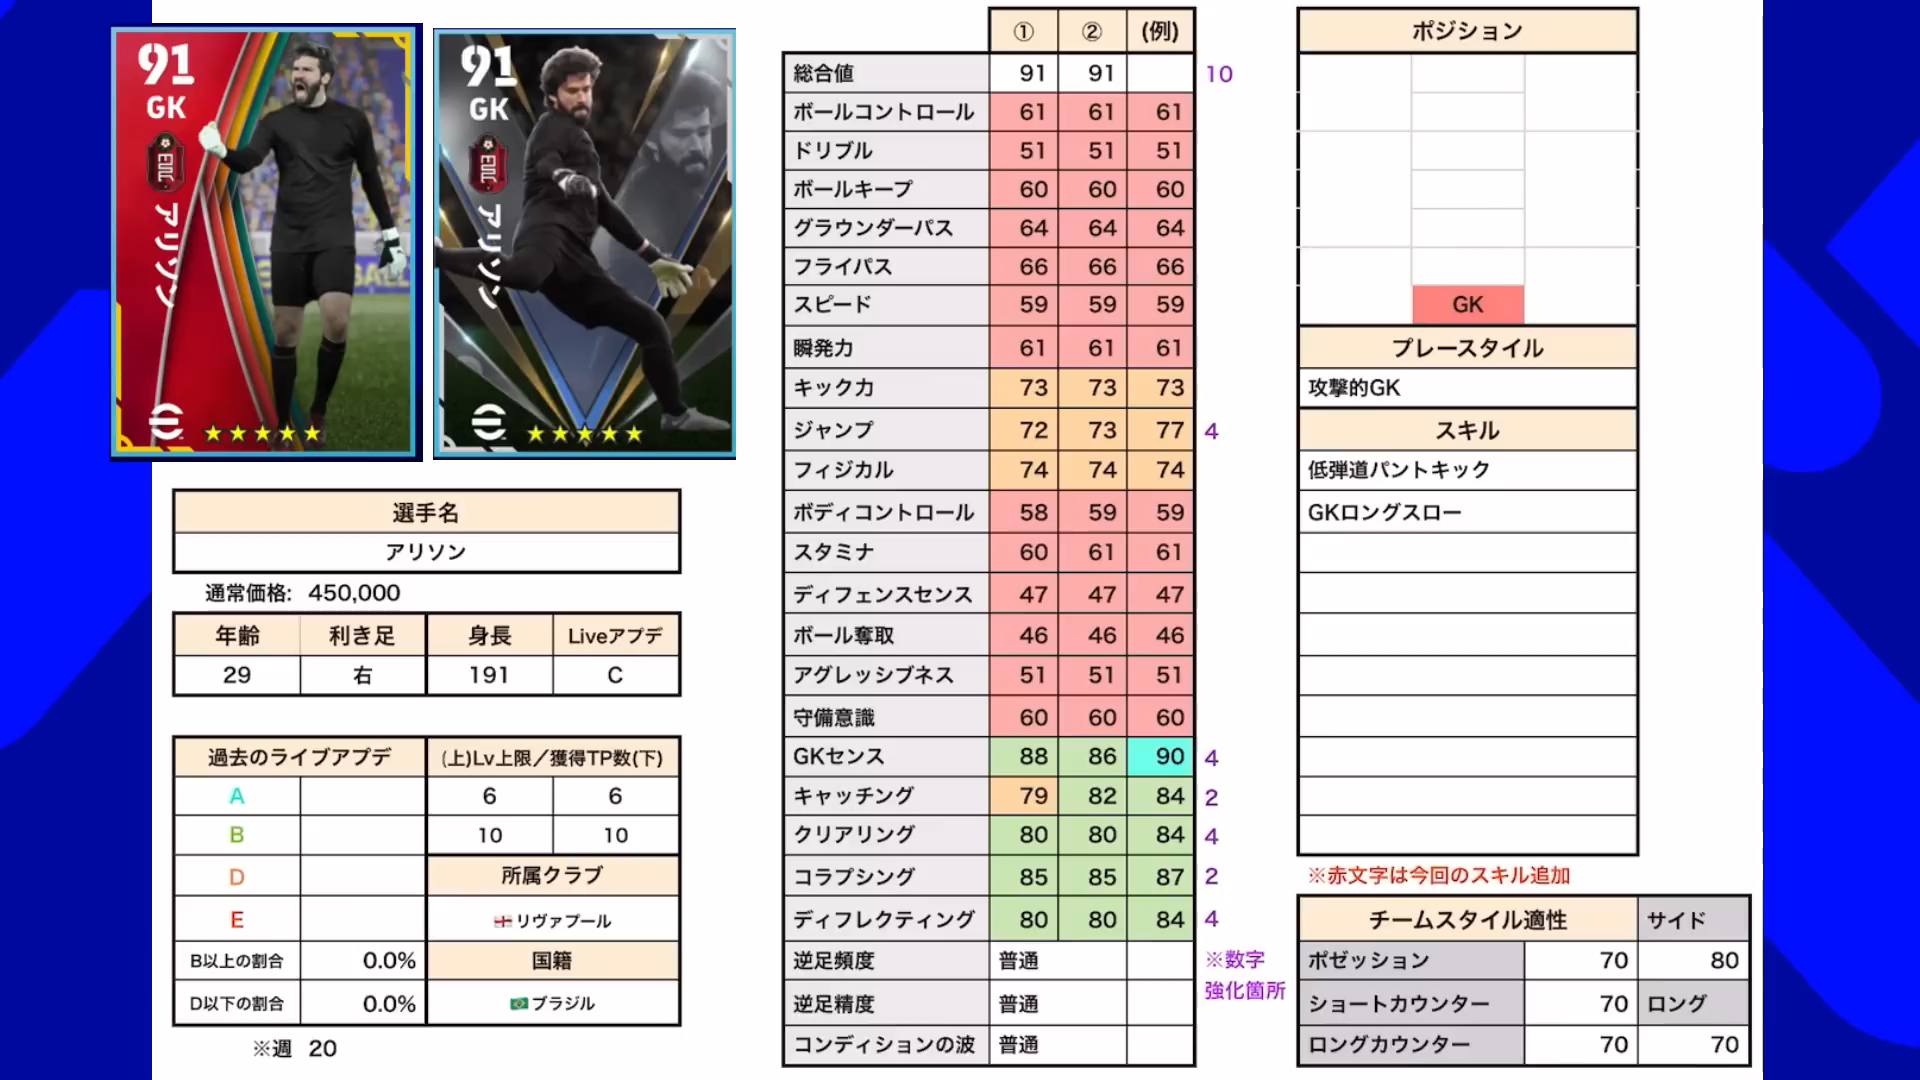 91
GK
アリソン
91
GK
アリソン
選手名
アリソン
通常価格: 450,000
年齢 利き足 身長 Liveアプデ
29 右 191 C
過去のライブアプデ (上)Lv上限／獲得TP数(下)
A 6 6
B 10 10
D 所属クラブ
E リヴァプール
B以上の割合 0.0% 国籍
D以下の割合 0.0% ブラジル
※週 20
① ② (例)
総合値 91 91 10
ボールコントロール 61 61 61
ドリブル 51 51 51
ボールキープ 60 60 60
グラウンダーパス 64 64 64
フライパス 66 66 66
スピード 59 59 59
瞬発力 61 61 61
キック力 73 73 73
ジャンプ 72 73 77 4
フィジカル 74 74 74
ボディコントロール 58 59 59
スタミナ 60 61 61
ディフェンスセンス 47 47 47
ボール奪取 46 46 46
アグレッシブネス 51 51 51
守備意識 60 60 60
GKセンス 88 86 90 4
キャッチング 79 82 84 2
クリアリング 80 80 84 4
コラプシング 85 85 87 2
ディフレクティング 80 80 84 4
逆足頻度 普通
逆足精度 普通
コンディションの波 普通
※数字
強化箇所
ポジション
GK
プレースタイル
攻撃的GK
スキル
低弾道パントキック
GKロングスロー
※赤文字は今回のスキル追加
チームスタイル適性 サイド
ポゼッション 70 80
ショートカウンター 70 ロング
ロングカウンター 70 70